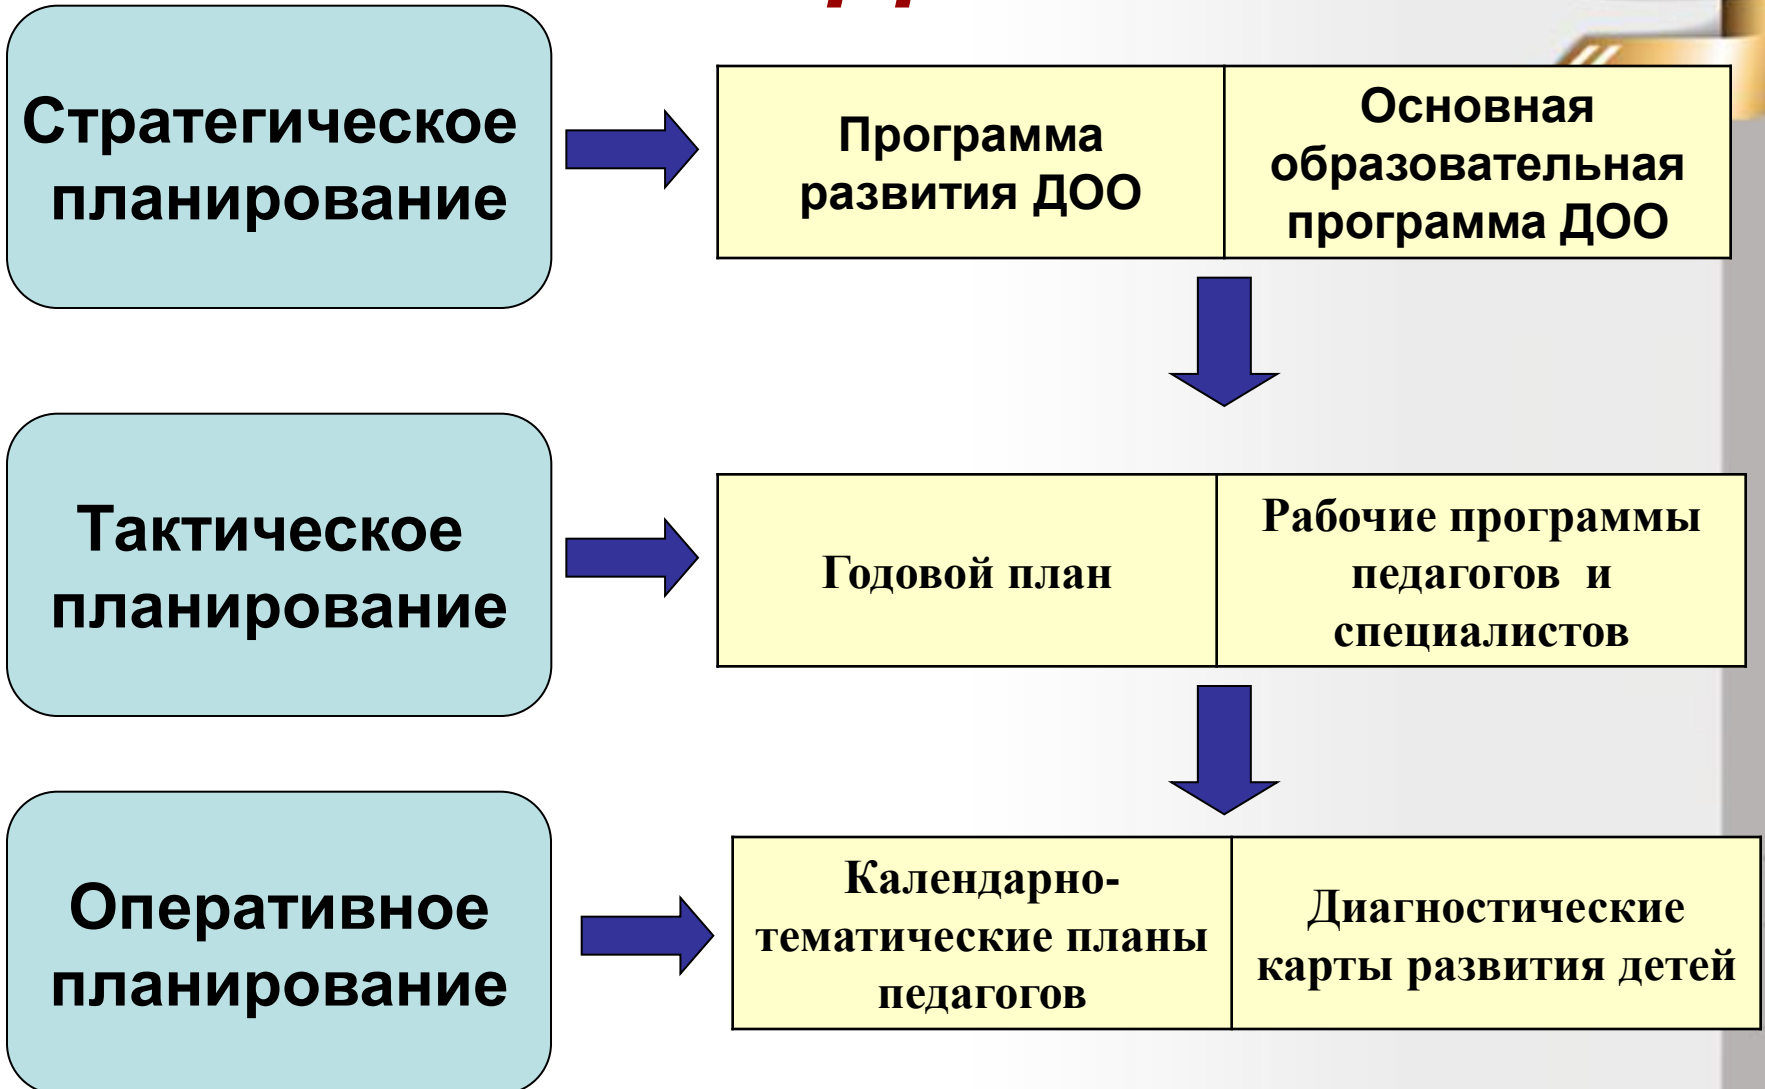 Стратегическое
планирование
Программа
развития ДОО
Основная
образовательная
программа ДОО
Тактическое
планирование
Годовой план
Рабочие программы
педагогов и
специалистов
Оперативное
планирование
Календарно-
тематические планы
педагогов
Диагностические
карты развития детей